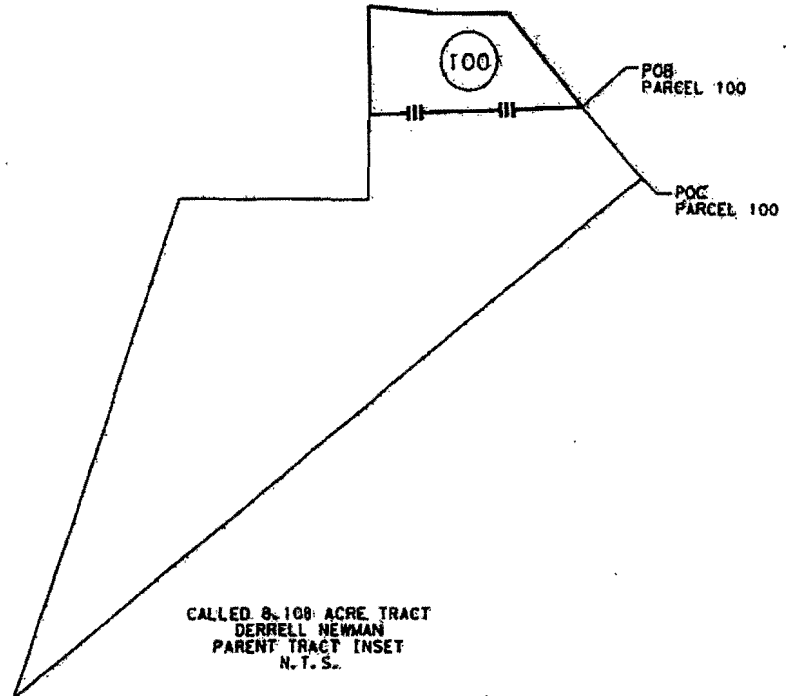 100
POB
PARCEL 100
POC
PARCEL 100
CALLED 8.108 ACRE TRACT
DERRELL NEWMAN
PARENT TRACT INSET
N.T.S.